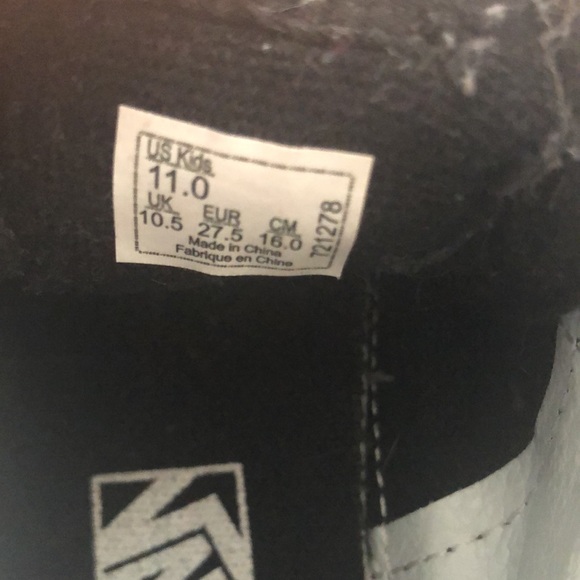 US Kids
11.0
UK EUR CM
10.5 27.5 16.0
Made in China
Fabrique en Chine
721278